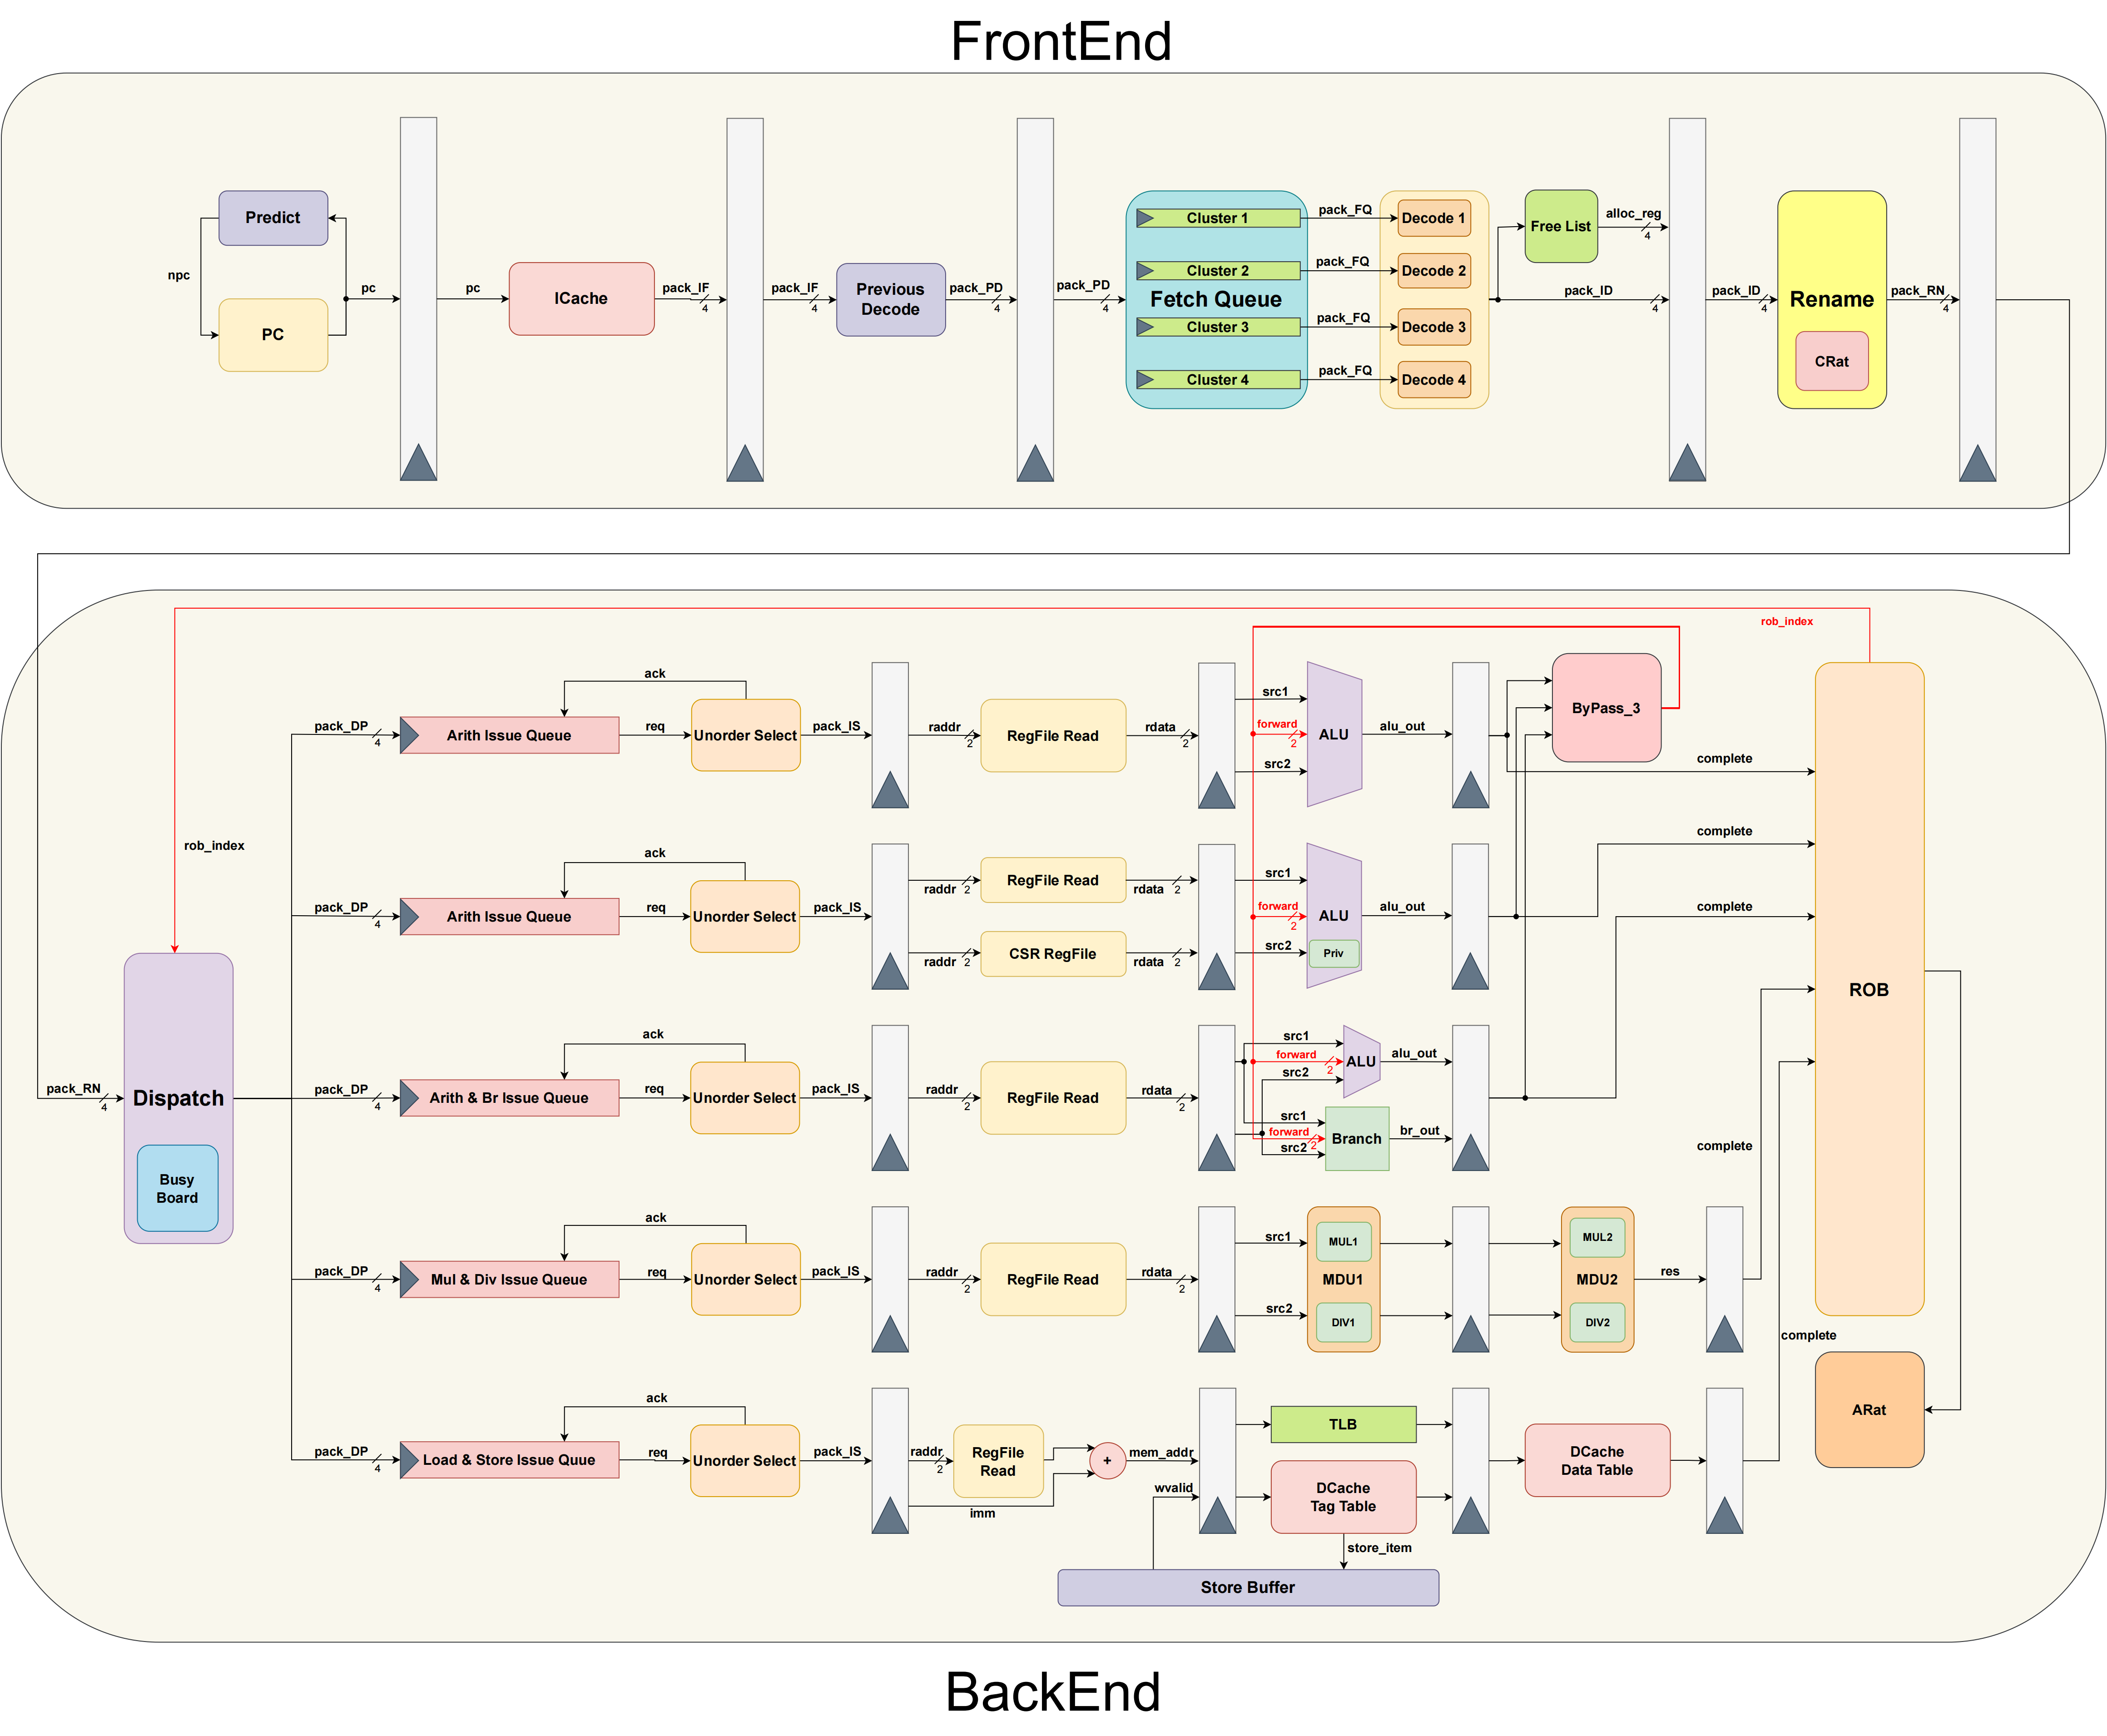 FrontEnd
Predict
npc
PC
pc
pc
ICache
pack_IF
4
pack_IF
4
Previous
Decode
pack_PD
4
pack_PD
4
Fetch Queue
Cluster 1
Cluster 2
Cluster 3
Cluster 4
pack_FQ
pack_FQ
pack_FQ
pack_FQ
Decode 1
Decode 2
Decode 3
Decode 4
Free List
alloc_reg
4
pack_ID
4
pack_ID
4
Rename
CRat
pack_RN
4
rob_index
rob_index
pack_RN
4
Dispatch
Busy
Board
pack_DP
4
Arith Issue Queue
ack
req
Unorder Select
pack_IS
raddr
2
RegFile Read
rdata
2
src1
forward
2
src2
ALU
alu_out
ByPass_3
complete
pack_DP
4
Arith Issue Queue
ack
req
Unorder Select
pack_IS
raddr
2
RegFile Read
rdata
2
raddr
2
CSR RegFile
rdata
2
src1
forward
2
src2
ALU
Priv
alu_out
complete
complete
ROB
pack_DP
4
Arith & Br Issue Queue
ack
req
Unorder Select
pack_IS
raddr
2
RegFile Read
rdata
2
src1
forward
2
src2
ALU
alu_out
src1
forward
2
src2
Branch
br_out
complete
pack_DP
4
Mul & Div Issue Queue
ack
req
Unorder Select
pack_IS
raddr
2
RegFile Read
rdata
2
src1
src2
MUL1
MDU1
DIV1
MUL2
MDU2
DIV2
res
complete
ARat
pack_DP
4
Load & Store Issue Quue
ack
req
Unorder Select
pack_IS
raddr
2
RegFile
Read
imm
+
mem_addr
wvalid
TLB
DCache
Tag Table
DCache
Data Table
store_item
Store Buffer
BackEnd